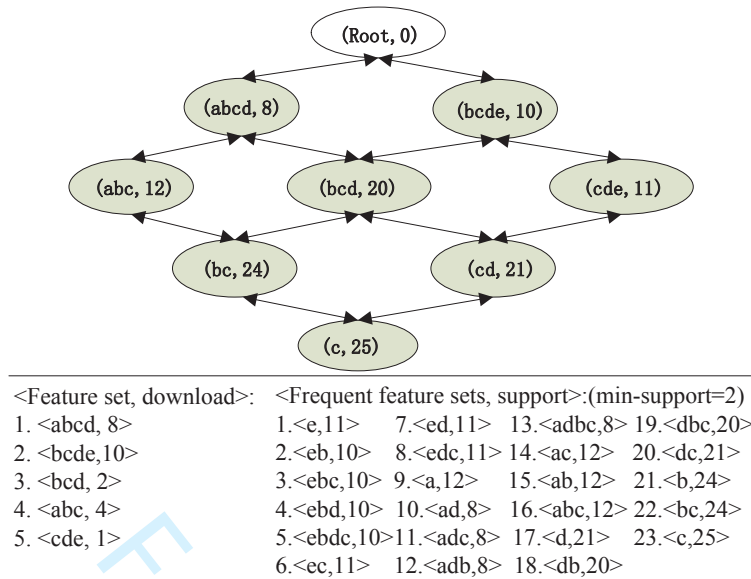 (Root, 0)
(abcd, 8)
(bcde, 10)
(abc, 12)
(bcd, 20)
(cde, 11)
(bc, 24)
(cd, 21)
(c, 25)
<Feature set, download>:
1. <abcd, 8>
2. <bcde,10>
3. <bcd, 2>
4. <abc, 4>
5. <cde, 1>
<Frequent feature sets, support>:(min-support=2)
1.<e,11> 7.<ed,11> 13.<adbc,8> 19.<dbc,20>
2.<eb,10> 8.<edc,11> 14.<ac,12> 20.<dc,21>
3.<ebc,10> 9.<a,12> 15.<ab,12> 21.<b,24>
4.<ebd,10> 10.<ad,8> 16.<abc,12> 22.<bc,24>
5.<ebdc,10> 11.<adc,8> 17.<d,21> 23.<c,25>
6.<ec,11> 12.<adb,8> 18.<db,20>
F